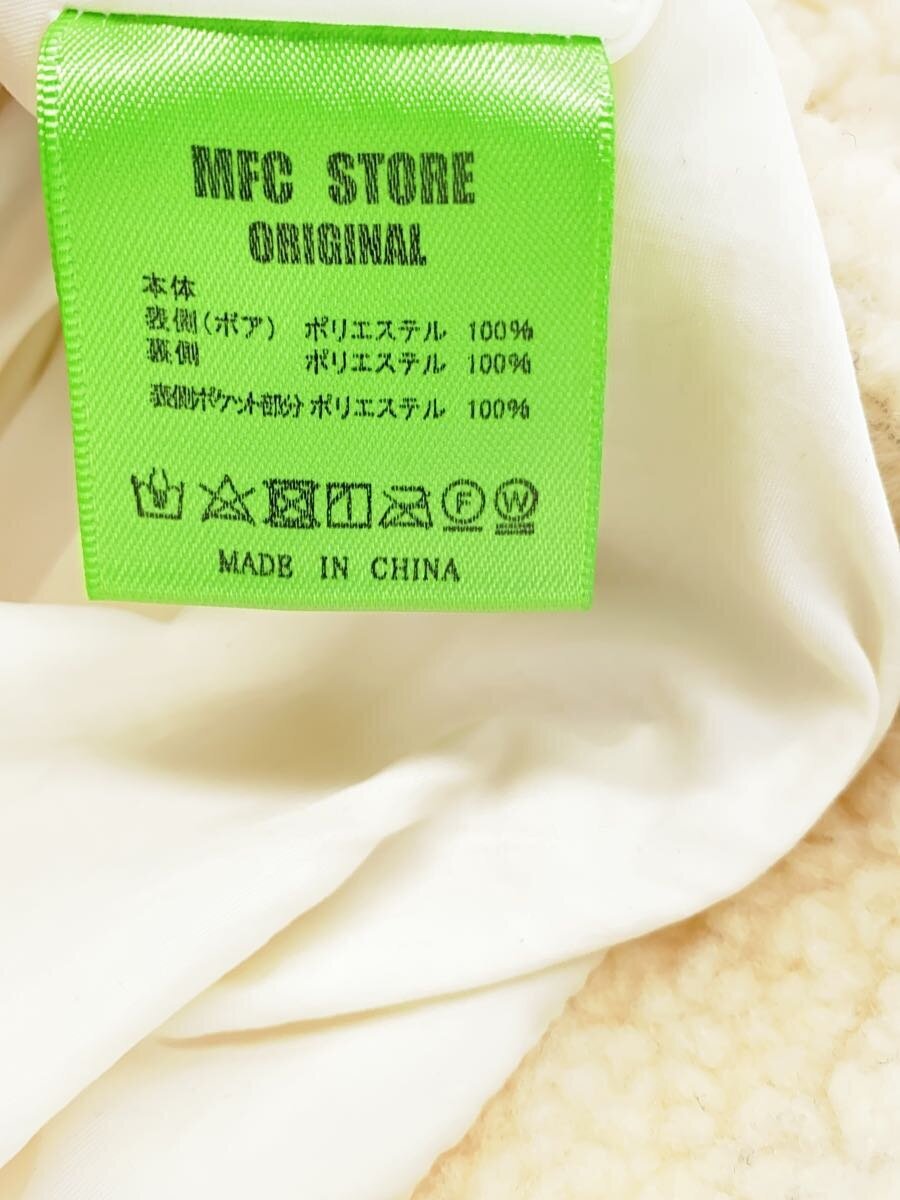 MFC STORE
ORIGINAL
本体
表側(ボア) ポリエステル 100%
裏側 ポリエステル 100%
裏側ポケット部分 ポリエステル 100%
F W
MADE IN CHINA